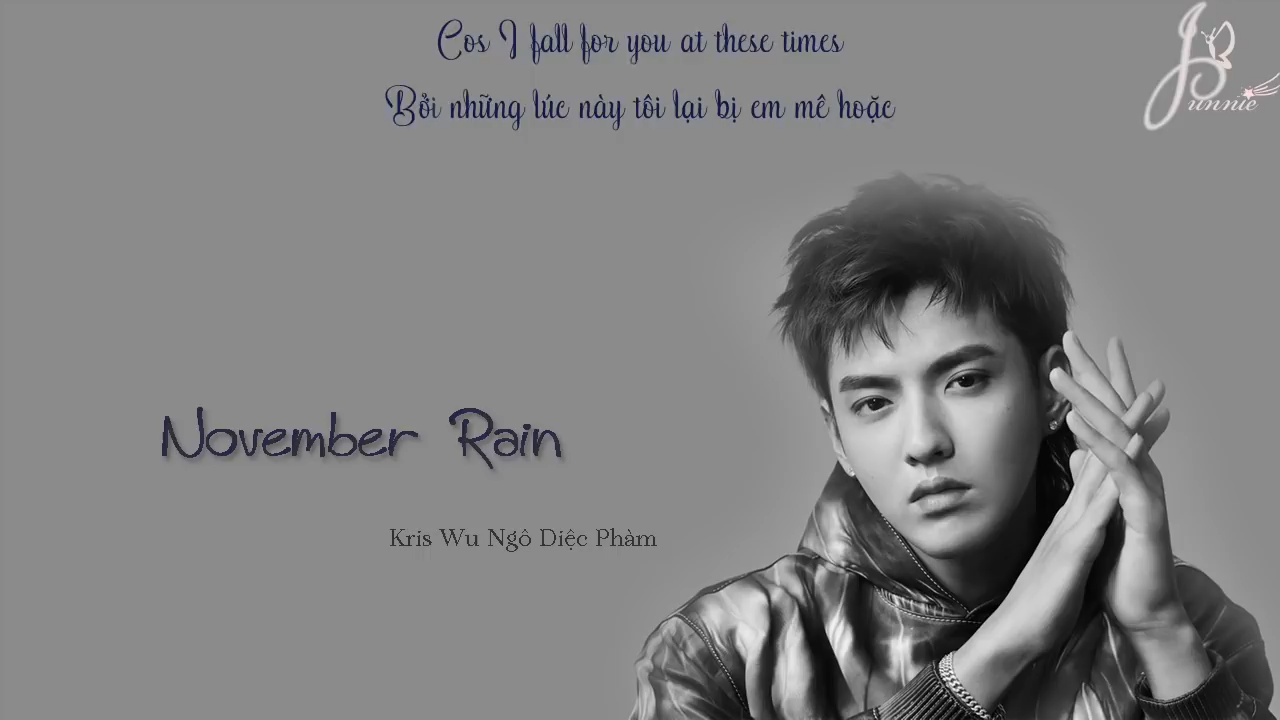 Cos I fall for you at these times
Bởi những lúc này tôi lại bị em mê hoặc
JBunnie
November Rain
Kris Wu Ngô Diệc Phàm